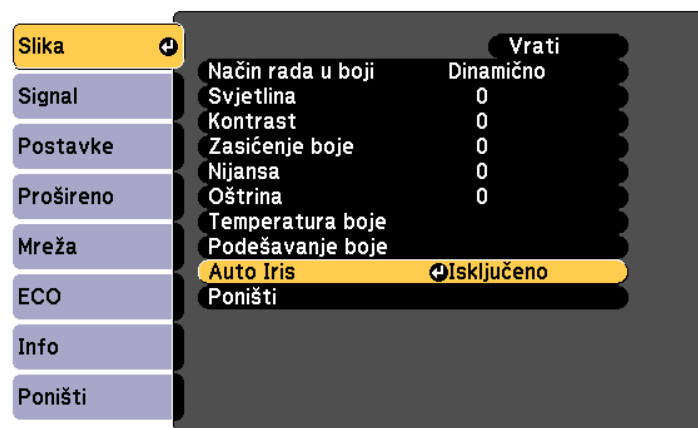 Slika
Signal
Postavke
Prošireno
Mreža
ECO
Info
Poništi
Vrati
Način rada u boji Dinamično
Svjetlina 0
Kontrast 0
Zasićenje boje 0
Nijansa 0
Oštrina 0
Temperatura boje
Podešavanje boje
Auto Iris Isključeno
Poništi